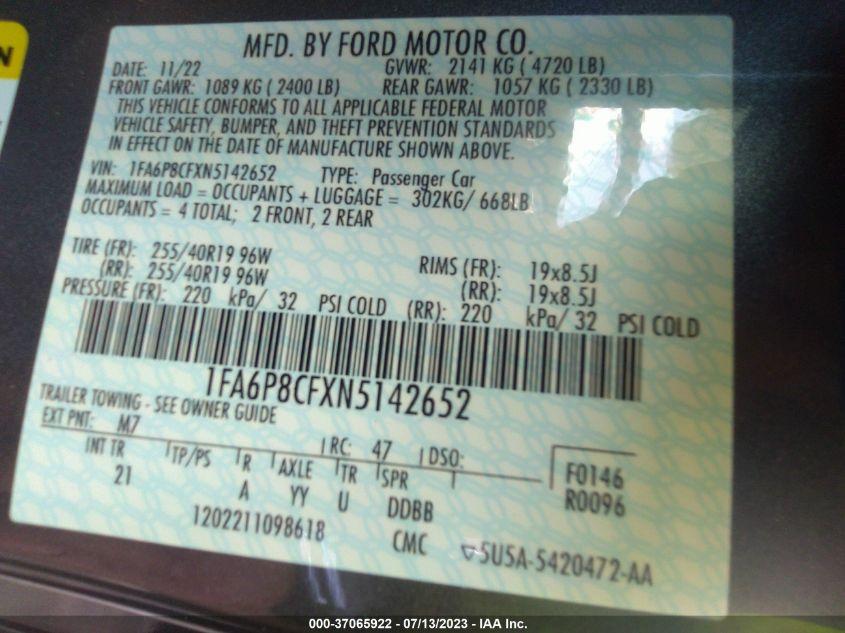 N
MFD. BY FORD MOTOR CO.
DATE: 11/22 GVWR: 2141 KG ( 4720 LB)
FRONT GAWR: 1089 KG ( 2400 LB) REAR GAWR: 1057 KG ( 2330 LB)
THIS VEHICLE CONFORMS TO ALL APPLICABLE FEDERAL MOTOR
VEHICLE SAFETY, BUMPER, AND THEFT PREVENTION STANDARDS
IN EFFECT ON THE DATE OF MANUFACTURE SHOWN ABOVE.
VIN: 1FA6P8CFXN5142652 TYPE: Passenger Car
MAXIMUM LOAD = OCCUPANTS + LUGGAGE = 302KG/ 668LB
OCCUPANTS = 4 TOTAL; 2 FRONT, 2 REAR
TIRE (FR): 255/40R19 96W RIMS (FR): 19x8.5J
(RR): 255/40R19 96W (RR): 19x8.5J
PRESSURE (FR): 220 kPa/ 32 PSI COLD (RR): 220 kPa/ 32 PSI COLD
1FA6P8CFXN5142652
TRAILER TOWING - SEE OWNER GUIDE
EXT PNT: M7 RC: 47 DSO:
INT TR TP/PS R AXLE TR SPR F0146
21 A YY U DDBB R0096
1202211098618 CMC 5U5A-5420472-AA
000-37065922 - 07/13/2023 - IAA Inc.